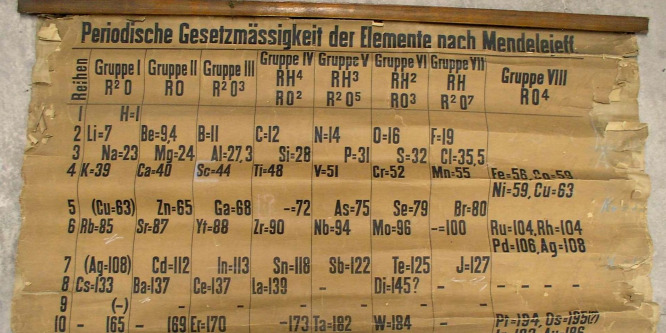 Periodische Gesetzmässigkeit der Elemente nach Mendelejeff.
Reihen Gruppe I Gruppe II Gruppe III Gruppe IV Gruppe V Gruppe VI Gruppe VII Gruppe VIII
RH⁴ RH³ RH² RH
R²O RO R²O³ RO² R²O⁵ RO³ R²O⁷ RO⁴
1 H=1
2 Li=7 Be=9,4 B=11 C=12 N=14 O=16 F=19
3 Na=23 Mg=24 Al=27,3 Si=28 P=31 S=32 Cl=35,5
4 K=39 Ca=40 Sc=44 Ti=48 V=51 Cr=52 Mn=55 Fe=56, Co=59
Ni=59, Cu=63
5 (Cu=63) Zn=65 Ga=68 -=72 As=75 Se=79 Br=80
6 Rb=85 Sr=87 Yt=88 Zr=90 Nb=94 Mo=96 -=100 Ru=104, Rh=104
Pd=106, Ag=108
7 (Ag=108) Cd=112 In=113 Sn=118 Sb=122 Te=125 J=127
8 Cs=133 Ba=137 Ce=137 La=139 - Di=145? - - - - -
9 (-) - - - - - -
10 - 165 - 169 Er=170 -173 Ta=182 W=184 - Pt=194, Os=195(?)